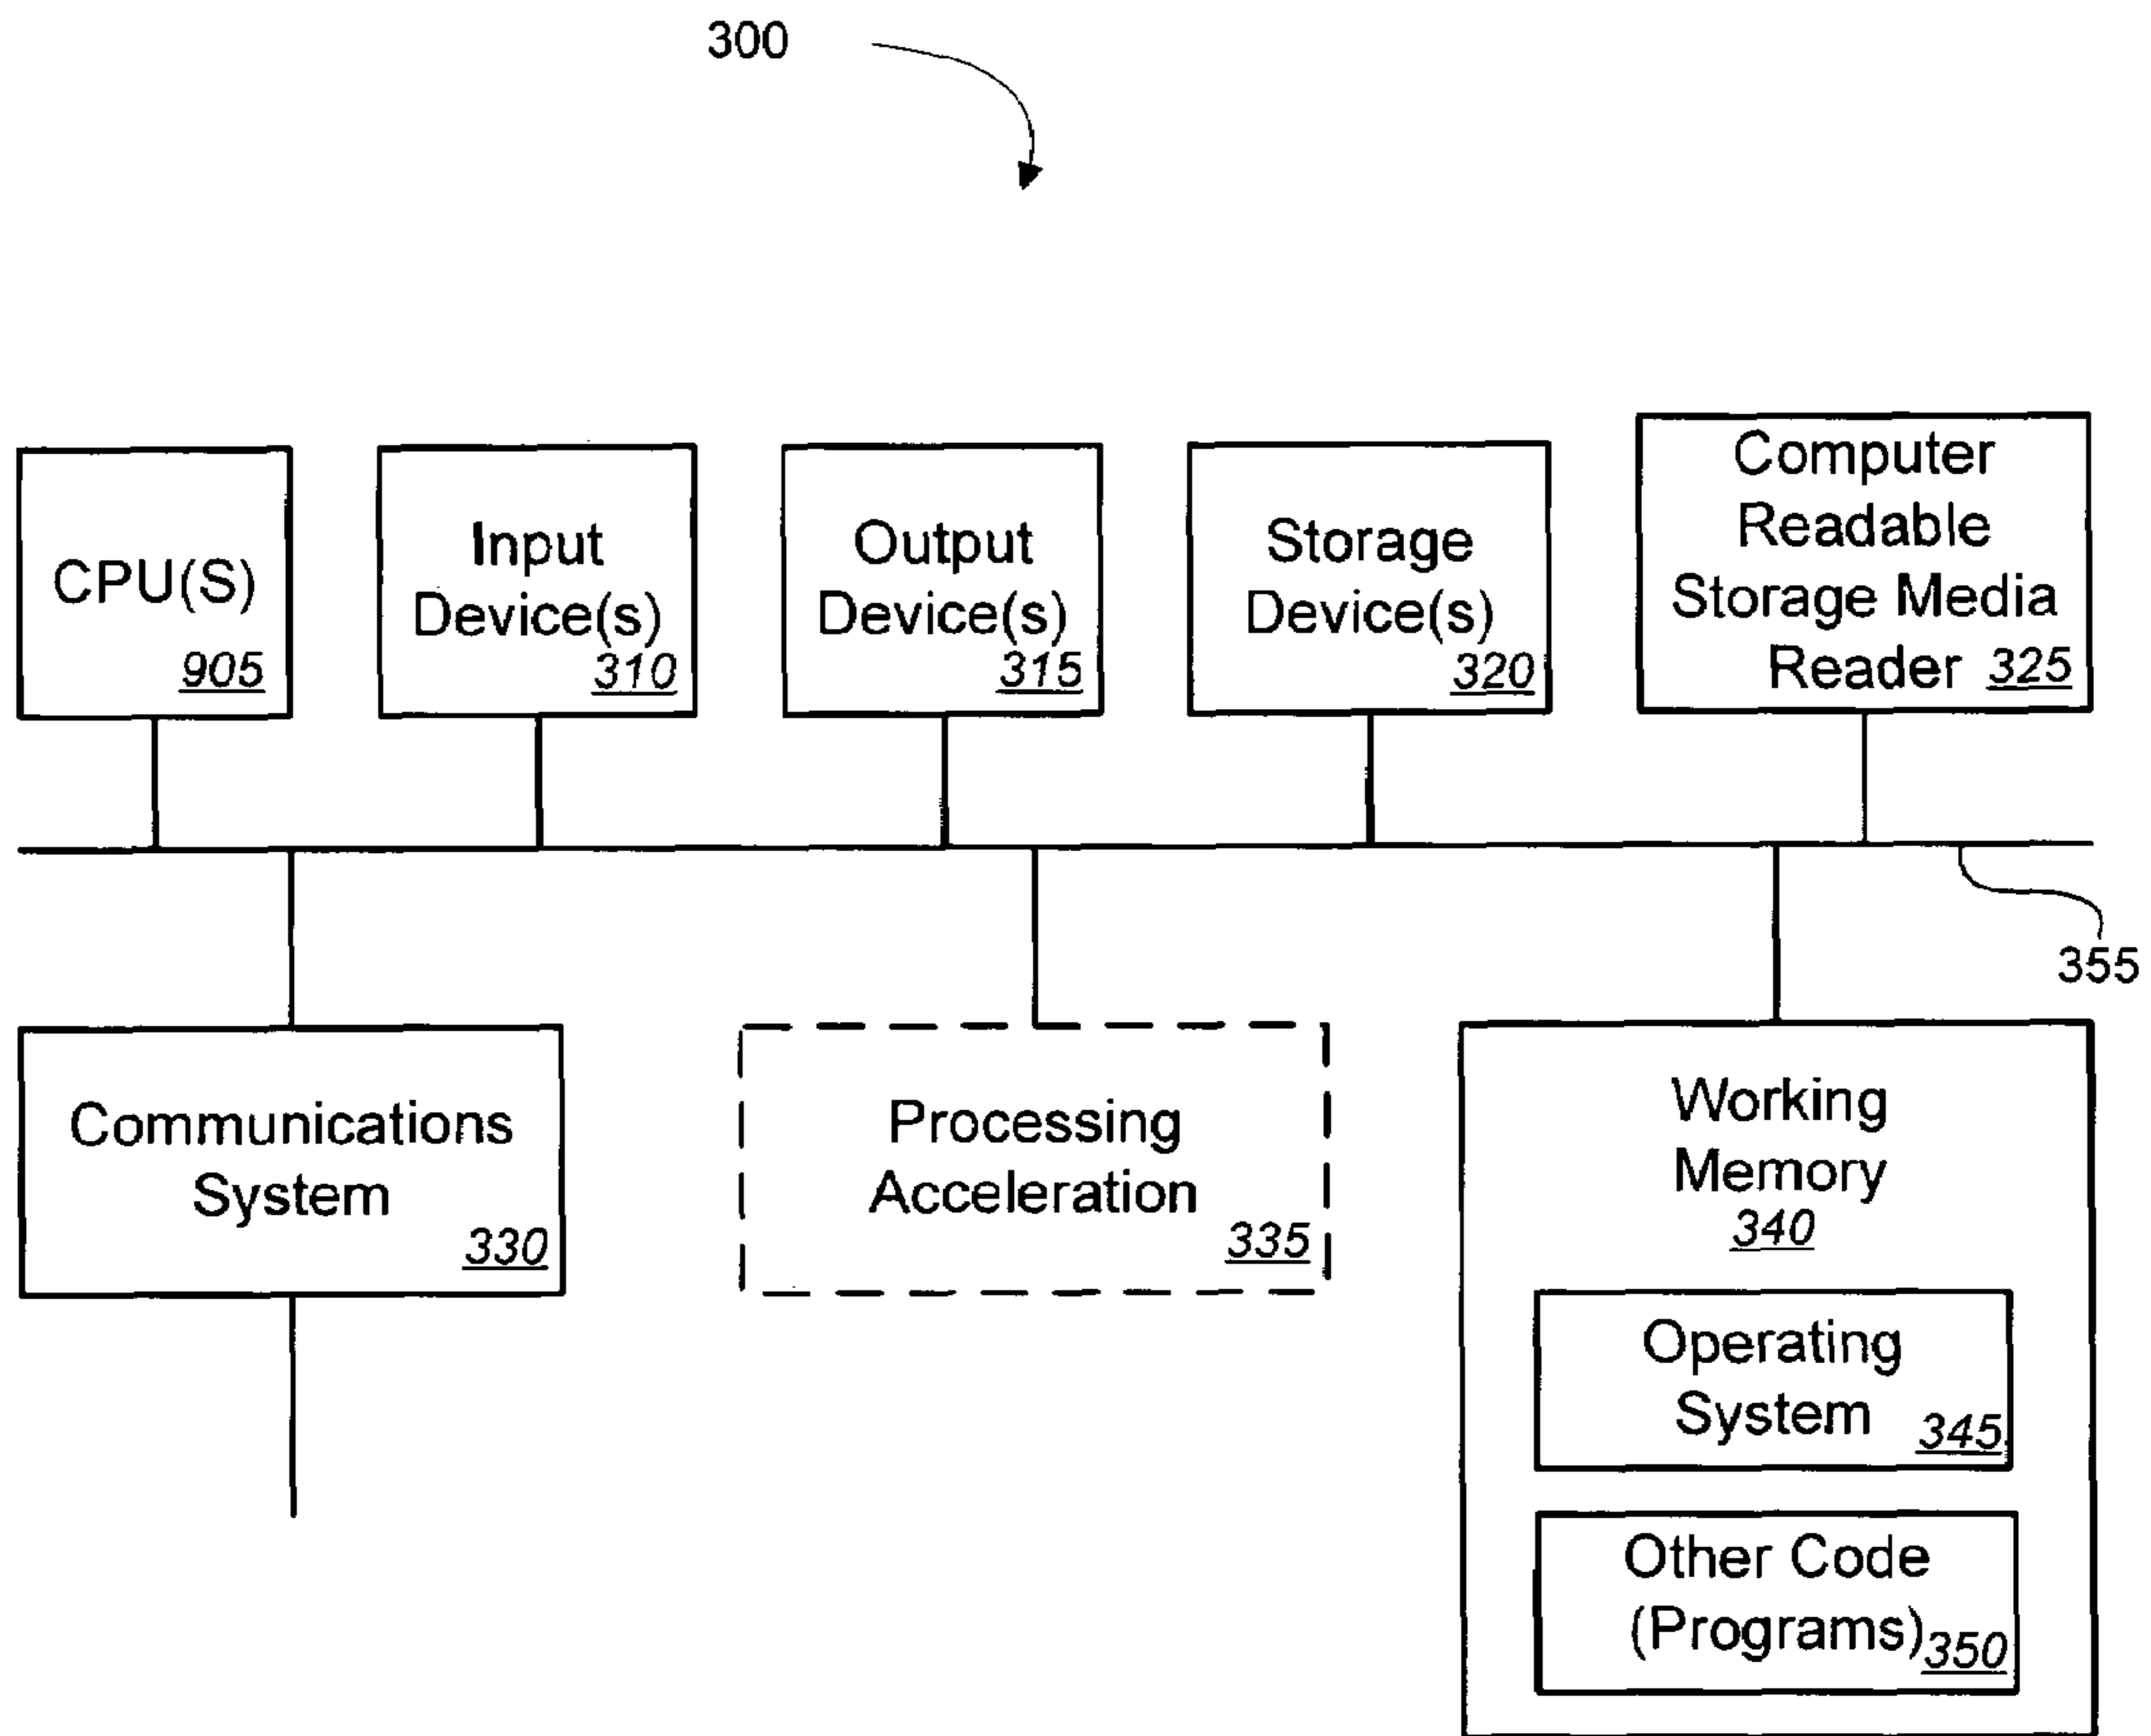 300
CPU(S)
905
Input
Device(s)
310
Output
Device(s)
315
Storage
Device(s)
320
Computer
Readable
Storage Media
Reader 325
355
Communications
System
330
Processing
Acceleration
335
Working
Memory
340
Operating
System
345
Other Code
(Programs)
350